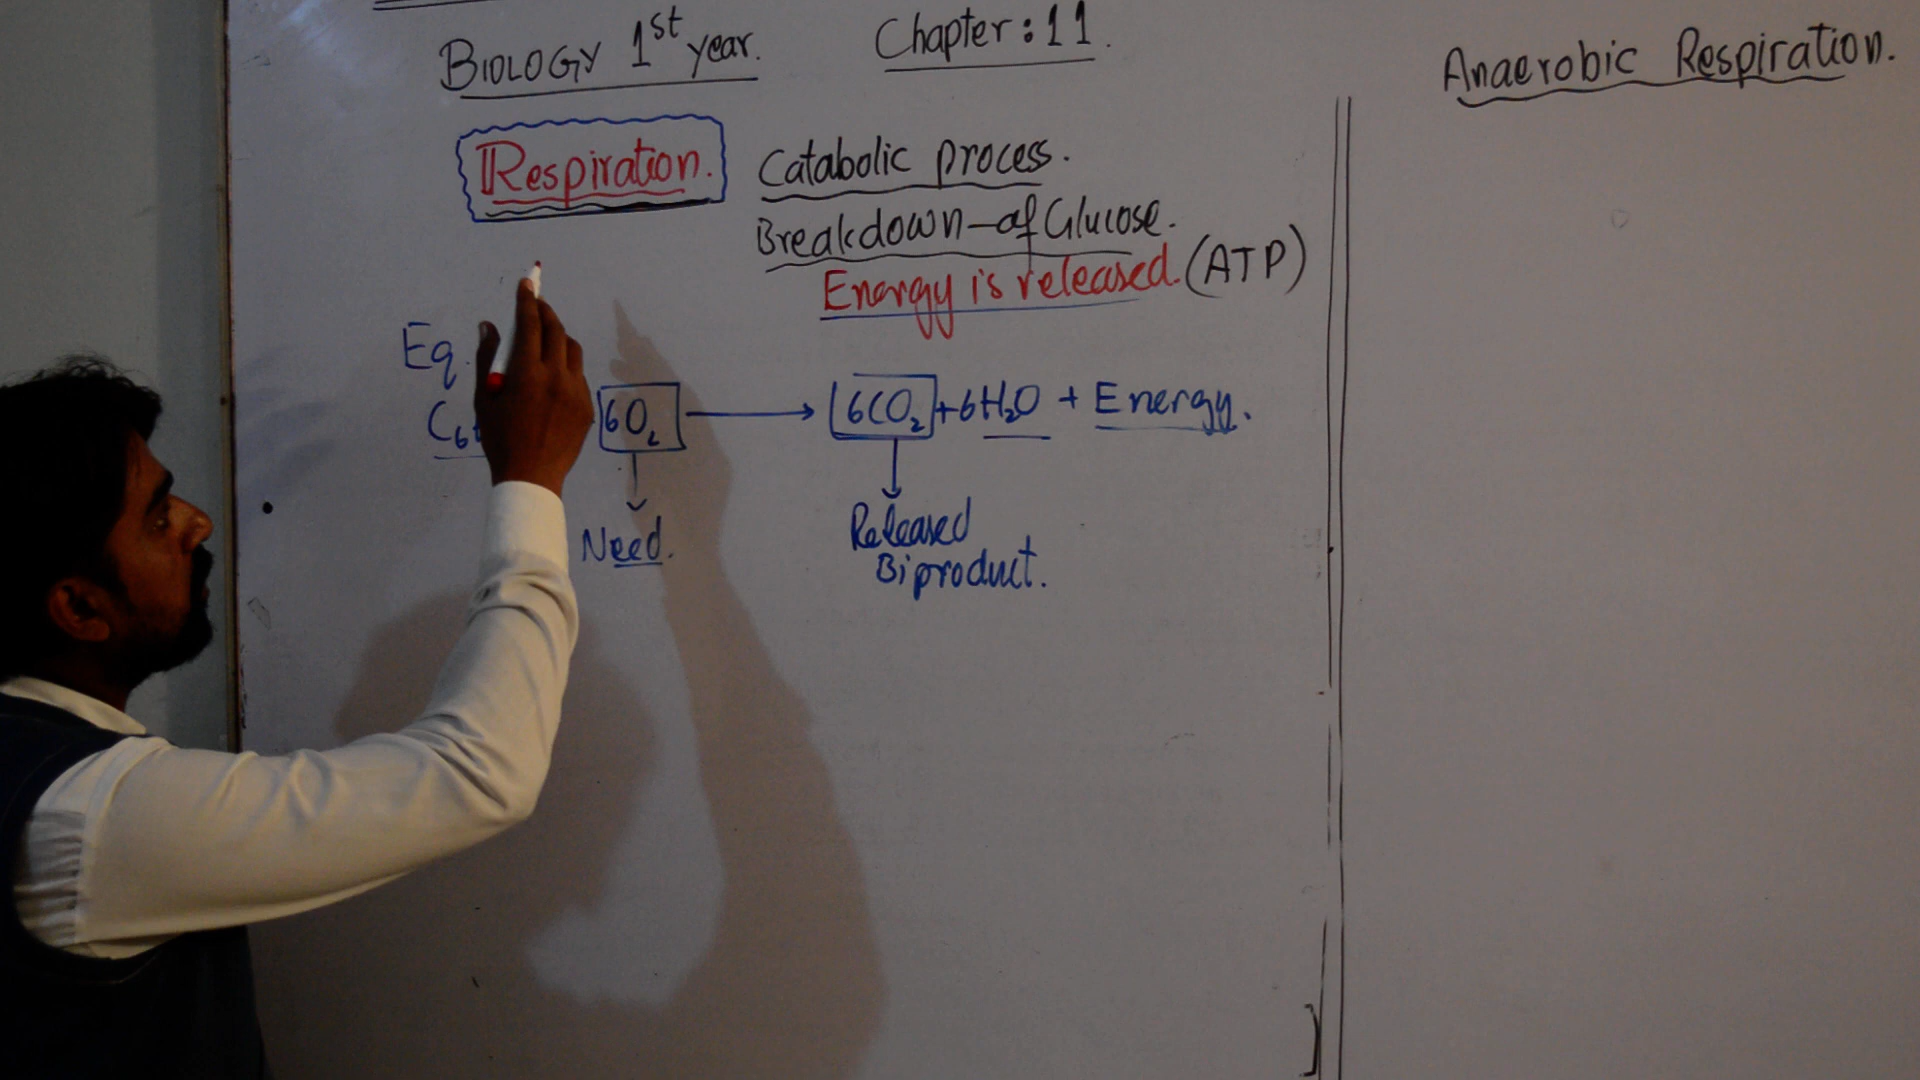 BIOLOGY 1st year. Chapter: 11.
Respiration. Catabolic process.
Breakdown of Glucose.
Energy is released. (ATP)
Eq.
C6 6O2 → 6CO2 + 6H2O + Energy.
Need.
Released
Biproduct.
Anaerobic Respiration.